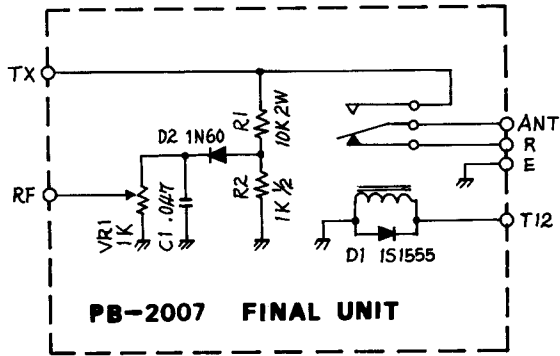 TX
R1
10K 2W
D2 1N60
ANT
R
E
RF
VR1
1K
C1 .047
R2
1K ½
T12
D1 1S1555
PB-2007 FINAL UNIT